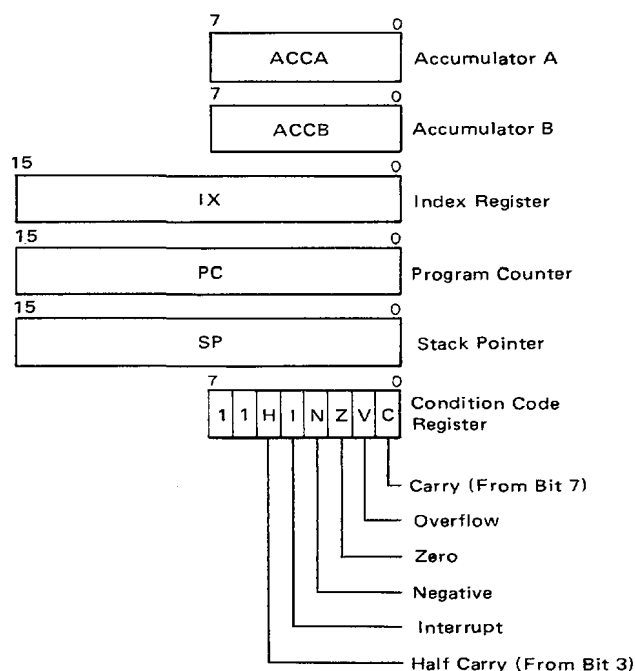 7 0
ACCA Accumulator A
7 0
ACCB Accumulator B
15 0
IX Index Register
15 0
PC Program Counter
15 0
SP Stack Pointer
7 0
1 1 H I N Z V C Condition Code
Register
Carry (From Bit 7)
Overflow
Zero
Negative
Interrupt
Half Carry (From Bit 3)